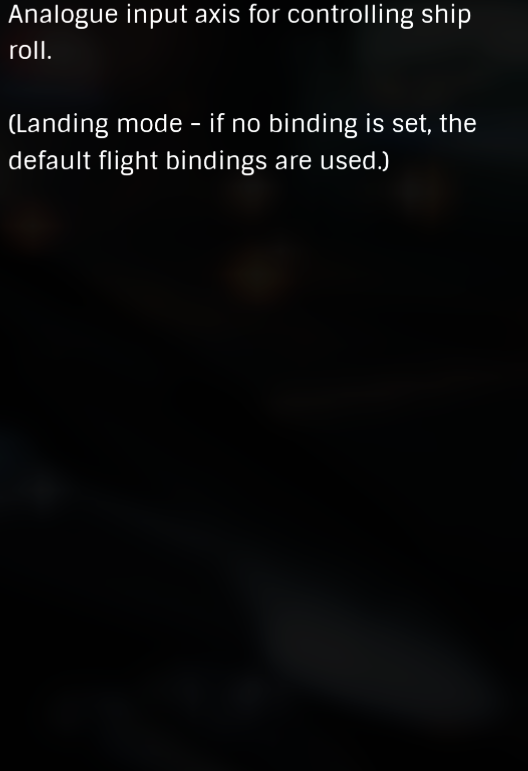 Analogue input axis for controlling ship
roll.
(Landing mode - if no binding is set, the
default flight bindings are used.)